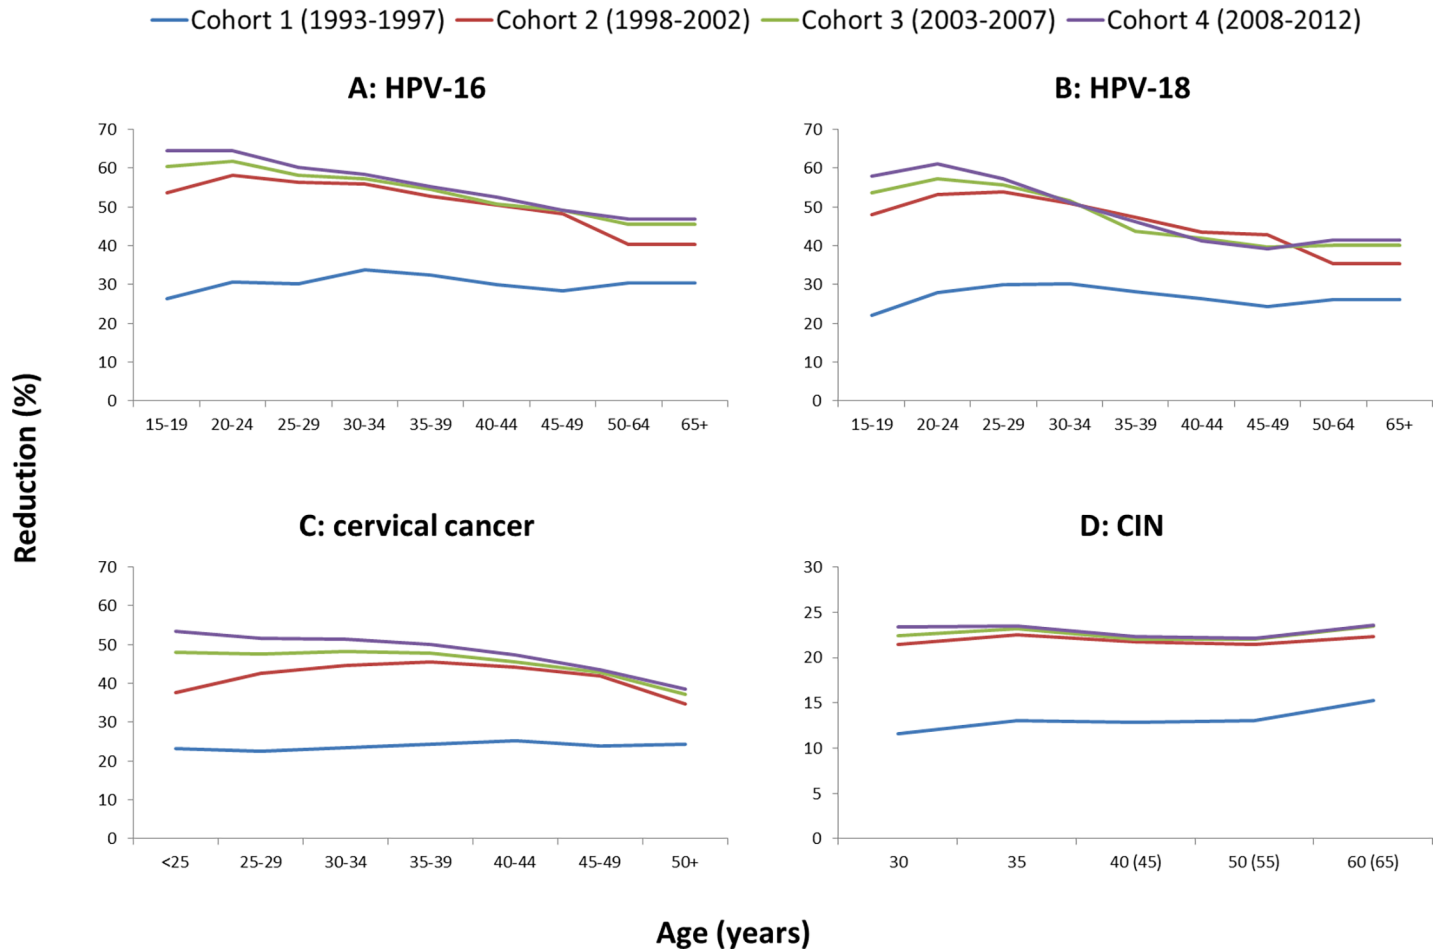 Cohort 1 (1993-1997) Cohort 2 (1998-2002) Cohort 3 (2003-2007) Cohort 4 (2008-2012)
A: HPV-16
70
60
50
40
30
20
10
0
15-19 20-24 25-29 30-34 35-39 40-44 45-49 50-64 65+
B: HPV-18
70
60
50
40
30
20
10
0
15-19 20-24 25-29 30-34 35-39 40-44 45-49 50-64 65+
Reduction (%)
C: cervical cancer
70
60
50
40
30
20
10
0
<25 25-29 30-34 35-39 40-44 45-49 50+
D: CIN
30
25
20
15
10
5
0
30 35 40 (45) 50 (55) 60 (65)
Age (years)